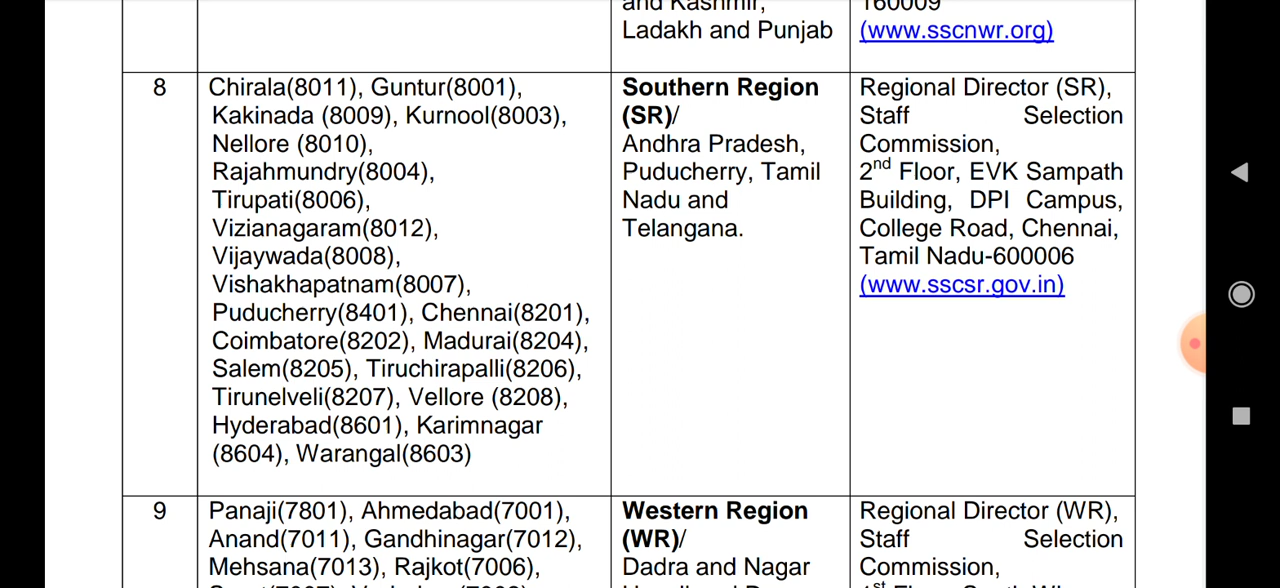 and Kashmir,
Ladakh and Punjab
160009
(www.sscnwr.org)
8
Chirala(8011), Guntur(8001),
Kakinada (8009), Kurnool(8003),
Nellore (8010),
Rajahmundry(8004),
Tirupati(8006),
Vizianagaram(8012),
Vijaywada(8008),
Vishakhapatnam(8007),
Puducherry(8401), Chennai(8201),
Coimbatore(8202), Madurai(8204),
Salem(8205), Tiruchirapalli(8206),
Tirunelveli(8207), Vellore (8208),
Hyderabad(8601), Karimnagar
(8604), Warangal(8603)
Southern Region
(SR)/
Andhra Pradesh,
Puducherry, Tamil
Nadu and
Telangana.
Regional Director (SR),
Staff Selection
Commission,
2nd Floor, EVK Sampath
Building, DPI Campus,
College Road, Chennai,
Tamil Nadu-600006
(www.sscsr.gov.in)
9
Panaji(7801), Ahmedabad(7001),
Anand(7011), Gandhinagar(7012),
Mehsana(7013), Rajkot(7006),
Western Region
(WR)/
Dadra and Nagar
Regional Director (WR),
Staff Selection
Commission,